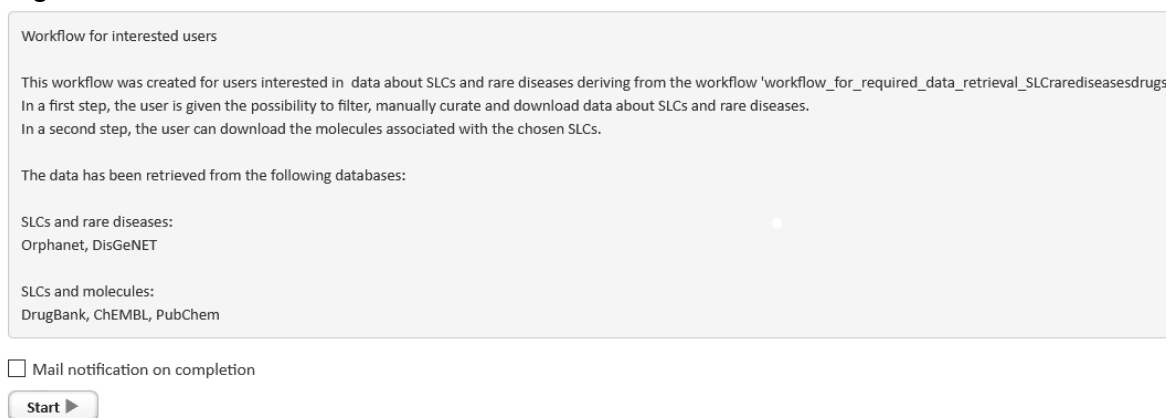 Workflow for interested users
This workflow was created for users interested in  data about SLCs and rare diseases deriving from the workflow 'workflow_for_required_data_retrieval_SLCrarediseasesdrugs
In a first step, the user is given the possibility to filter, manually curate and download data about SLCs and rare diseases.
In a second step, the user can download the molecules associated with the chosen SLCs.
The data has been retrieved from the following databases:
SLCs and rare diseases:
Orphanet, DisGeNET
SLCs and molecules:
DrugBank, ChEMBL, PubChem
Mail notification on completion
Start